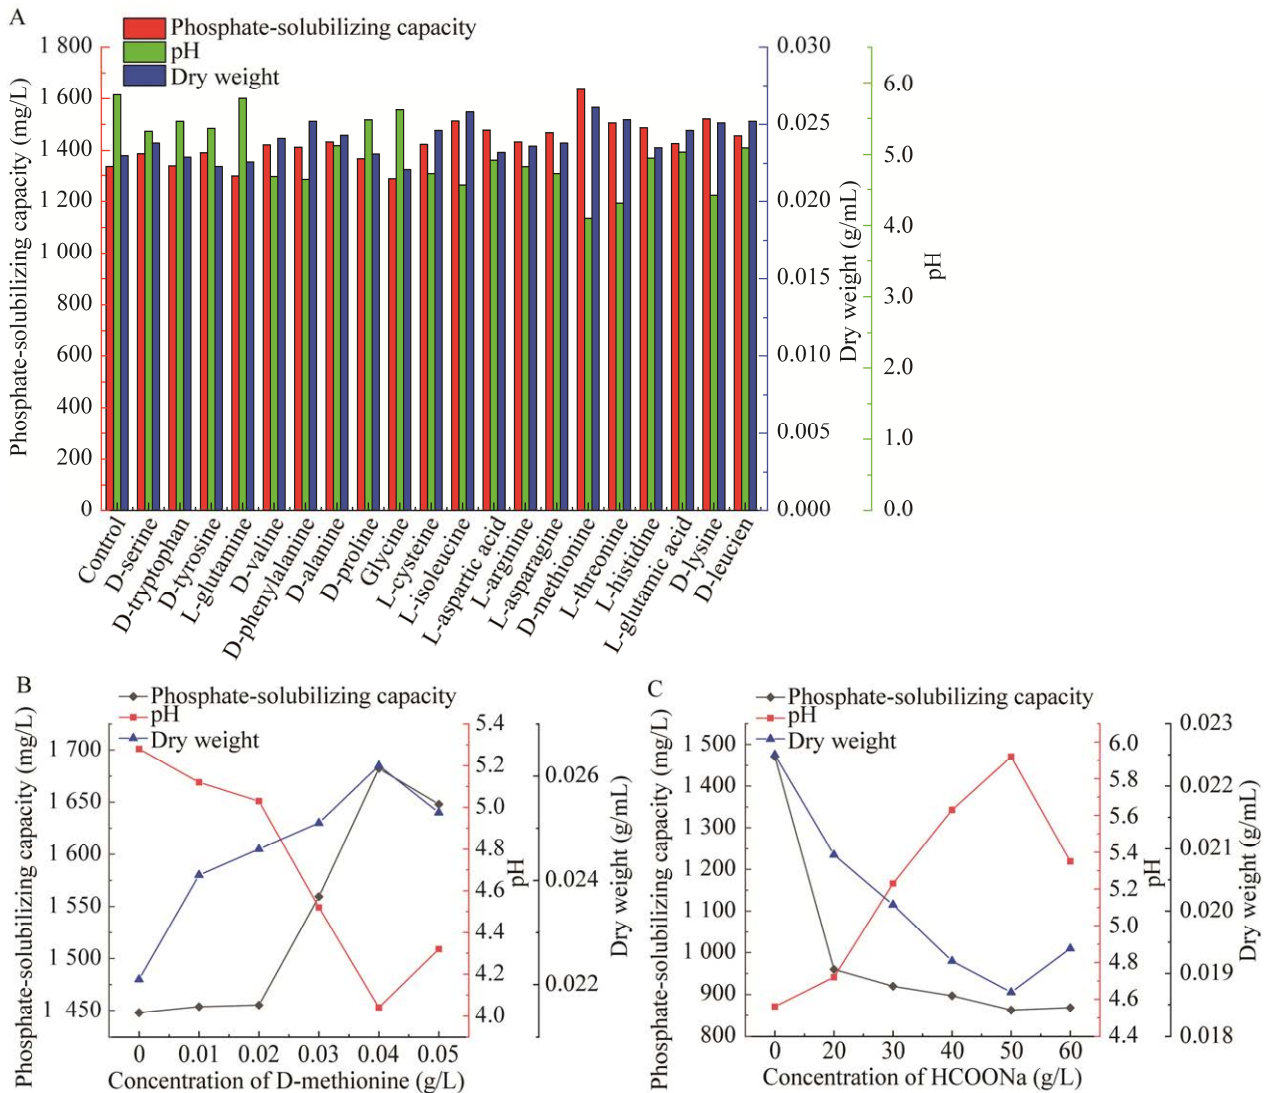 A
Phosphate-solubilizing capacity
pH
Dry weight
Phosphate-solubilizing capacity (mg/L)
1 800
1 600
1 400
1 200
1 000
800
600
400
200
0
0.030
0.025
0.020
0.015
0.010
0.005
0.000
Dry weight (g/mL)
6.0
5.0
4.0
3.0
2.0
1.0
0.0
pH
Control
D-serine
D-tryptophan
D-tyrosine
L-glutamine
D-valine
D-phenylalanine
D-alanine
D-proline
Glycine
L-cysteine
L-isoleucine
L-aspartic acid
L-arginine
L-asparagine
D-methionine
L-threonine
L-histidine
L-glutamic acid
D-lysine
D-leucien
B
Phosphate-solubilizing capacity
pH
Dry weight
Phosphate-solubilizing capacity (mg/L)
1 700
1 650
1 600
1 550
1 500
1 450
5.4
5.2
5.0
4.8
4.6
4.4
4.2
4.0
pH
0.026
0.024
0.022
Dry weight (g/mL)
0 0.01 0.02 0.03 0.04 0.05
Concentration of D-methionine (g/L)
C
Phosphate-solubilizing capacity
pH
Dry weight
Phosphate-solubilizing capacity (mg/L)
1 500
1 400
1 300
1 200
1 100
1 000
900
800
6.0
5.8
5.6
5.4
5.2
5.0
4.8
4.6
4.4
pH
0.023
0.022
0.021
0.020
0.019
0.018
Dry weight (g/mL)
0 20 30 40 50 60
Concentration of HCOONa (g/L)